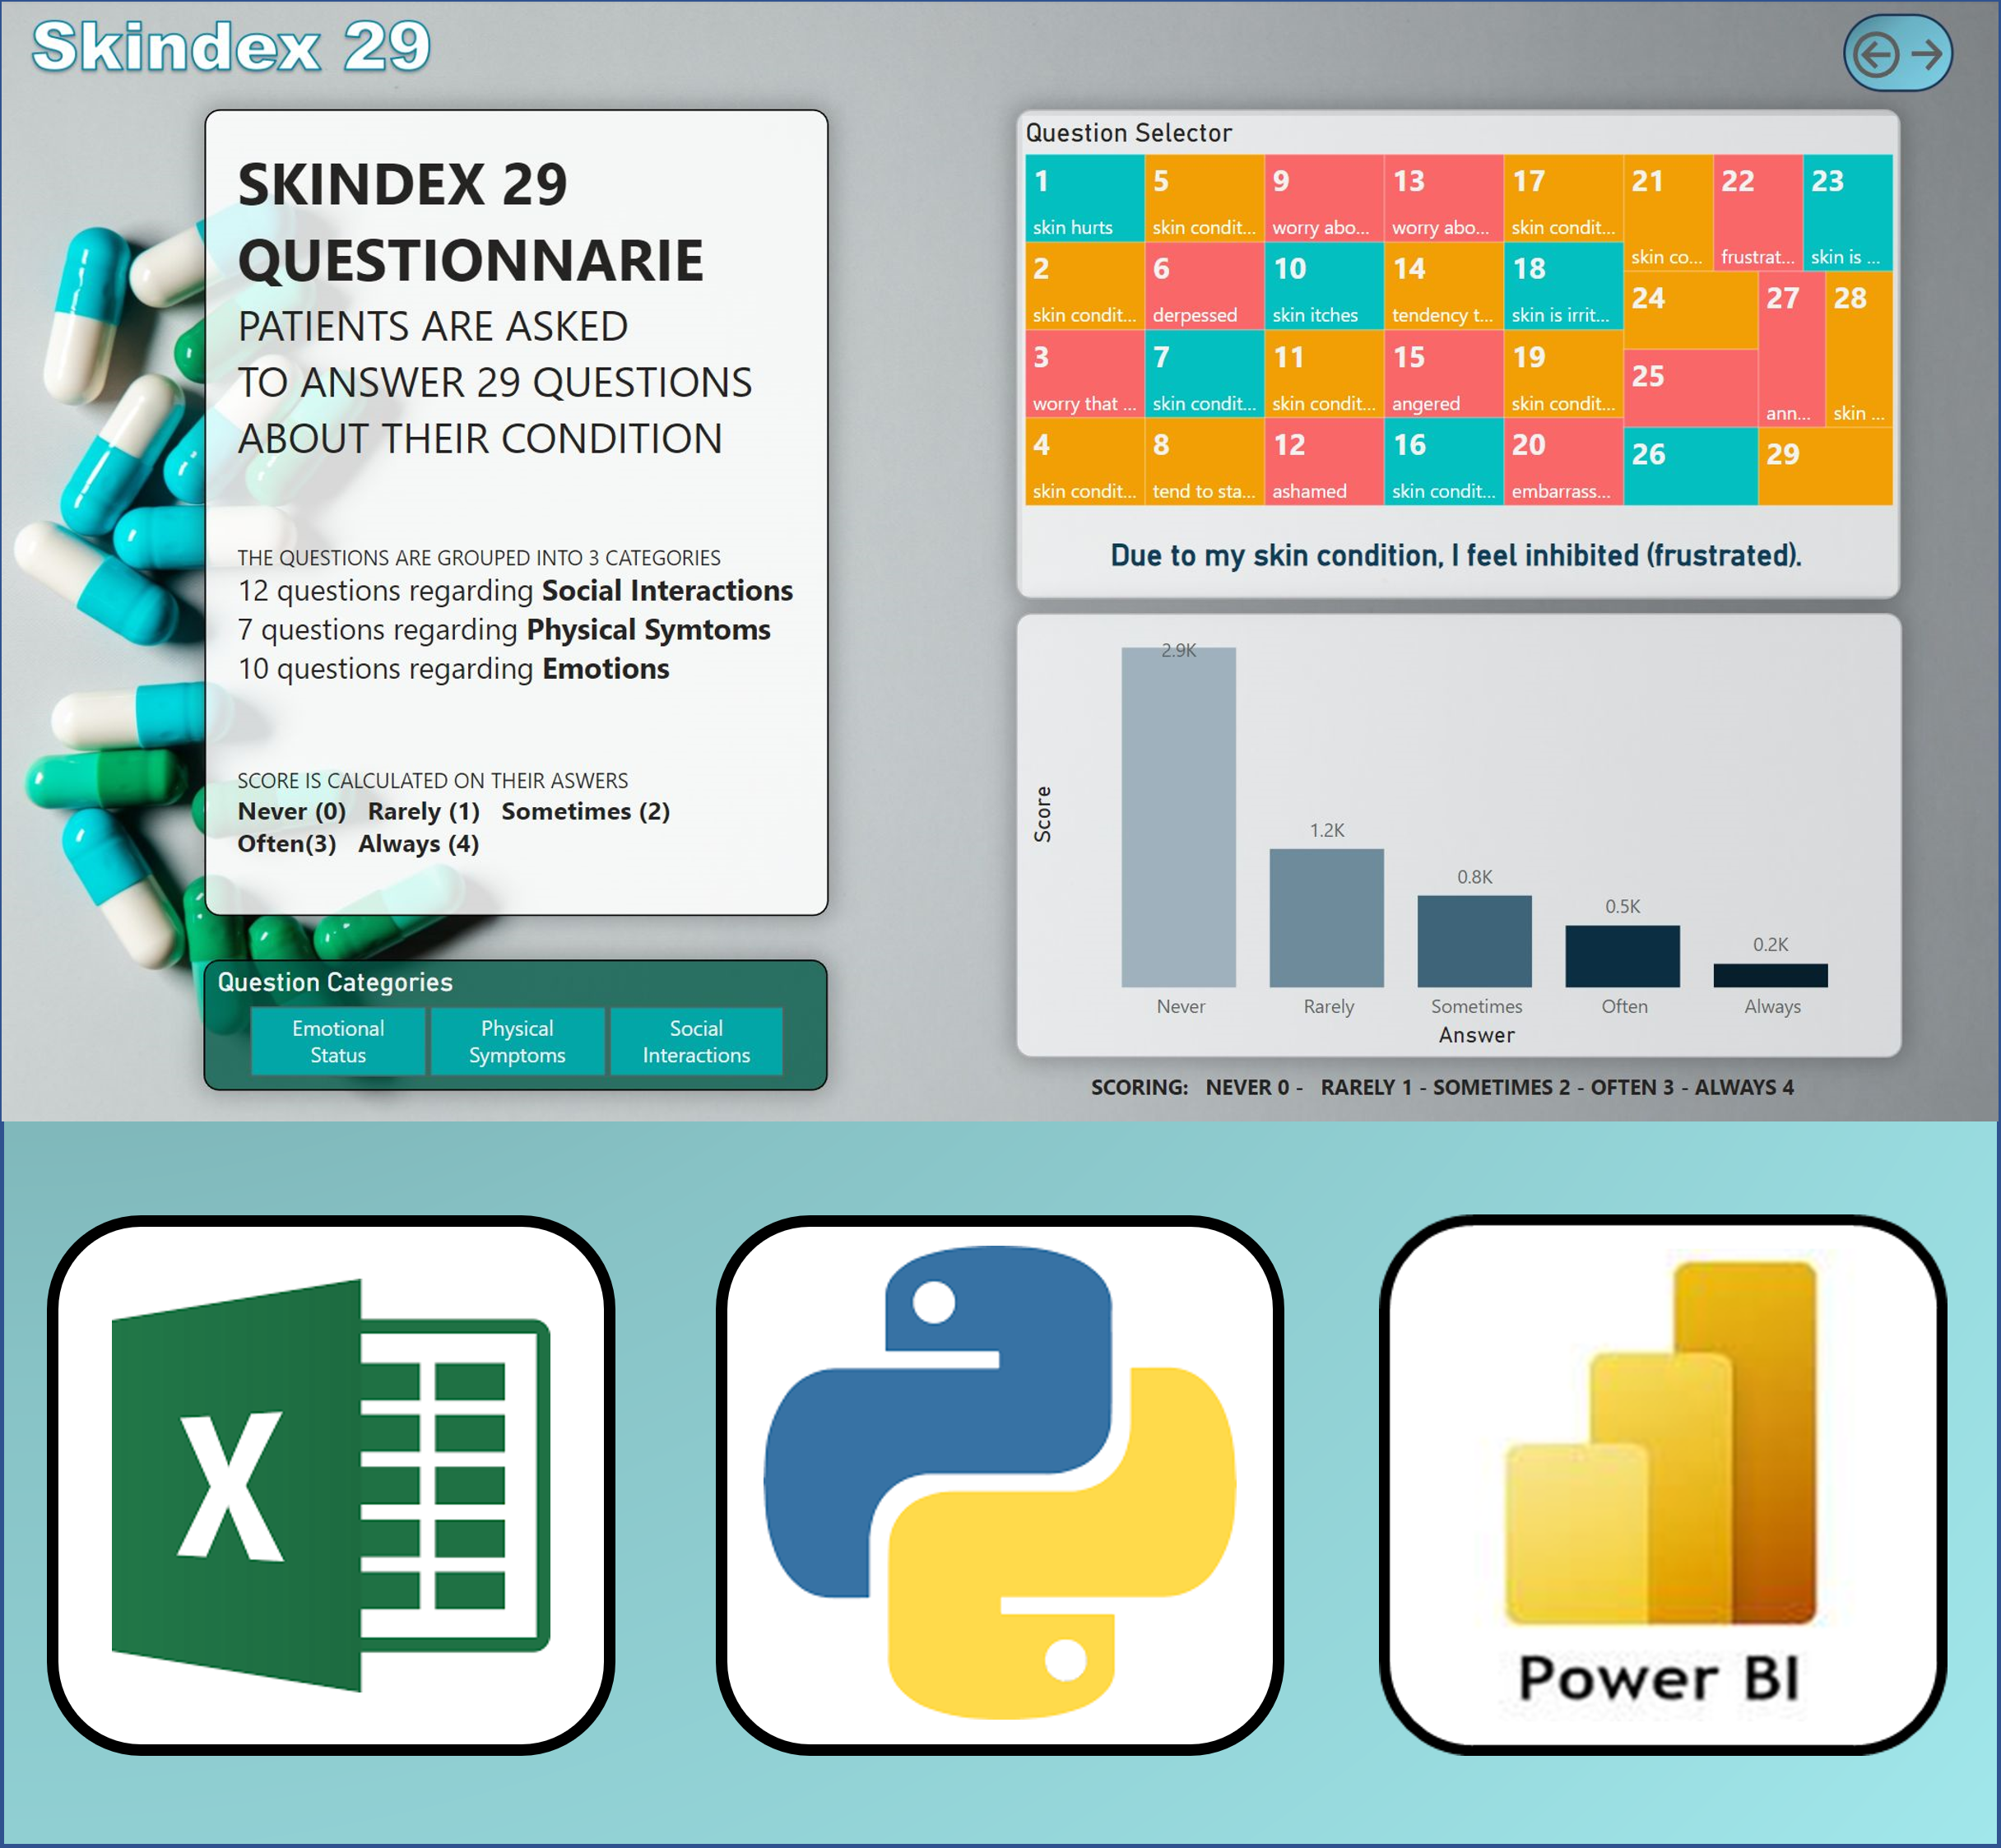 Skindex 29
SKINDEX 29
QUESTIONNARIE
PATIENTS ARE ASKED
TO ANSWER 29 QUESTIONS
ABOUT THEIR CONDITION
THE QUESTIONS ARE GROUPED INTO 3 CATEGORIES
12 questions regarding Social Interactions
7 questions regarding Physical Symtoms
10 questions regarding Emotions
SCORE IS CALCULATED ON THEIR ASWERS
Never (0) Rarely (1) Sometimes (2)
Often(3) Always (4)
Question Categories
Emotional
Status
Physical
Symptoms
Social
Interactions
Question Selector
1
skin hurts
5
skin condit...
9
worry abo...
13
worry abo...
17
skin condit...
21
skin co...
22
frustrat...
23
skin is ...
2
skin condit...
6
derpessed
10
skin itches
14
tendency t...
18
skin is irrit...
24
27
ann...
28
skin ...
3
worry that ...
7
skin condit...
11
skin condit...
15
angered
19
skin condit...
25
4
skin condit...
8
tend to sta...
12
ashamed
16
skin condit...
20
embarrass...
26
29
Due to my skin condition, I feel inhibited (frustrated).
Score
2.9K
1.2K
0.8K
0.5K
0.2K
Never
Rarely
Sometimes
Often
Always
Answer
SCORING: NEVER 0 - RARELY 1 - SOMETIMES 2 - OFTEN 3 - ALWAYS 4
X
Power BI